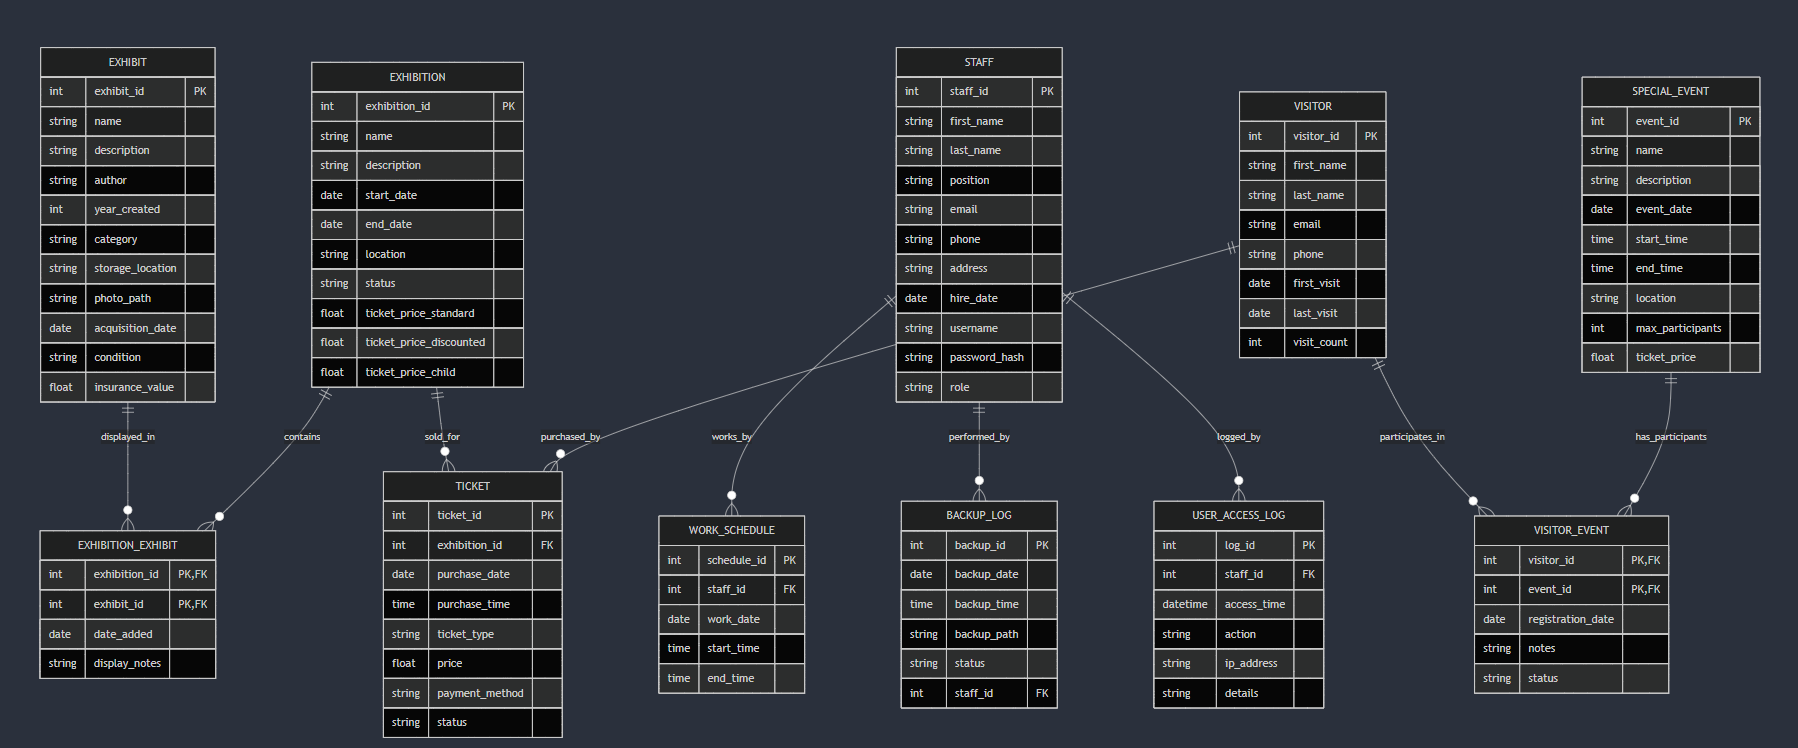 EXHIBIT
int exhibit_id PK
string name
string description
string author
int year_created
string category
string storage_location
string photo_path
date acquisition_date
string condition
float insurance_value
EXHIBITION
int exhibition_id PK
string name
string description
date start_date
date end_date
string location
string status
float ticket_price_standard
float ticket_price_discounted
float ticket_price_child
STAFF
int staff_id PK
string first_name
string last_name
string position
string email
string phone
string address
date hire_date
string username
string password_hash
string role
VISITOR
int visitor_id PK
string first_name
string last_name
string email
string phone
date first_visit
date last_visit
int visit_count
SPECIAL_EVENT
int event_id PK
string name
string description
date event_date
time start_time
time end_time
string location
int max_participants
float ticket_price
displayed_in
contains
sold_for
purchased_by
works_by
performed_by
logged_by
participates_in
has_participants
EXHIBITION_EXHIBIT
int exhibition_id PK,FK
int exhibit_id PK,FK
date date_added
string display_notes
TICKET
int ticket_id PK
int exhibition_id FK
date purchase_date
time purchase_time
string ticket_type
float price
string payment_method
string status
WORK_SCHEDULE
int schedule_id PK
int staff_id FK
date work_date
time start_time
time end_time
BACKUP_LOG
int backup_id PK
date backup_date
time backup_time
string backup_path
string status
int staff_id FK
USER_ACCESS_LOG
int log_id PK
int staff_id FK
datetime access_time
string action
string ip_address
string details
VISITOR_EVENT
int visitor_id PK,FK
int event_id PK,FK
date registration_date
string notes
string status